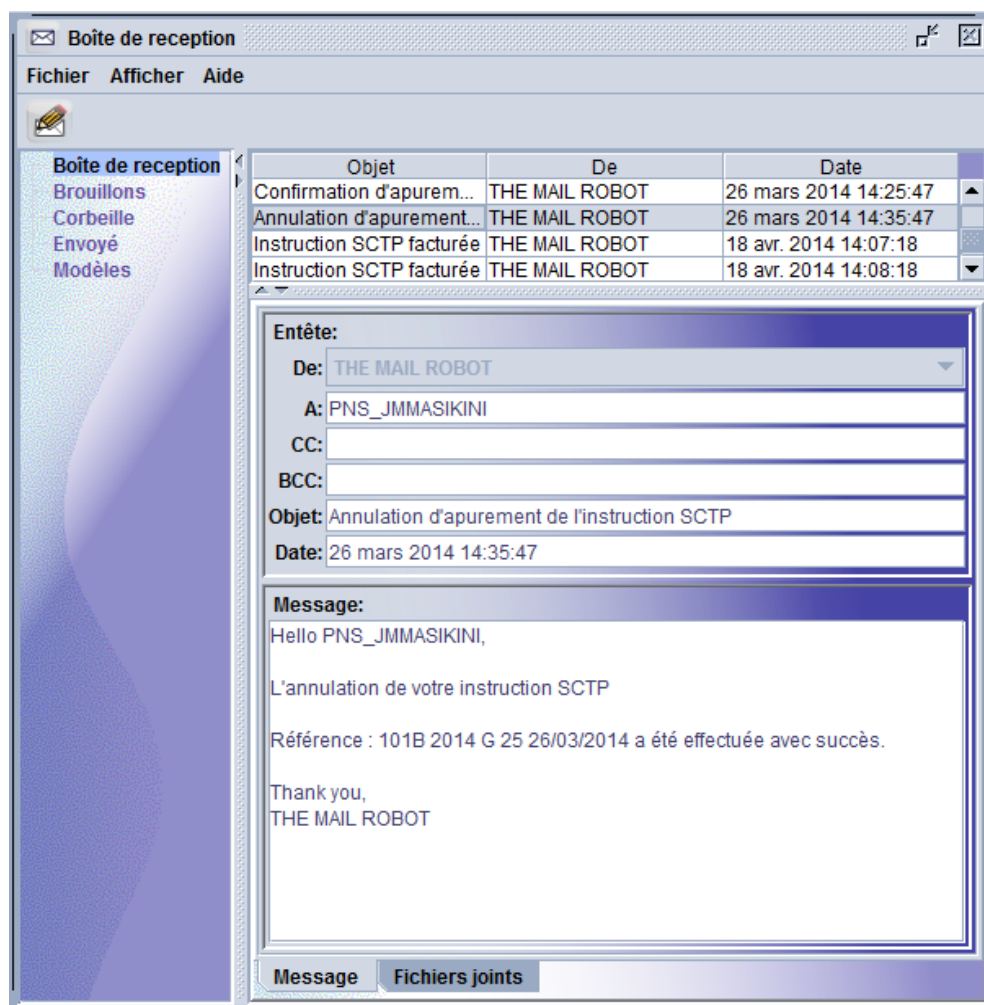 Boîte de reception
Fichier Afficher Aide
Boîte de reception
Brouillons
Corbeille
Envoyé
Modèles
Objet De Date
Confirmation d'apurem... THE MAIL ROBOT 26 mars 2014 14:25:47
Annulation d'apurement... THE MAIL ROBOT 26 mars 2014 14:35:47
Instruction SCTP facturée THE MAIL ROBOT 18 avr. 2014 14:07:18
Instruction SCTP facturée THE MAIL ROBOT 18 avr. 2014 14:08:18
Entête:
De: THE MAIL ROBOT
A: PNS_JMMASIKINI
CC:
BCC:
Objet: Annulation d'apurement de l'instruction SCTP
Date: 26 mars 2014 14:35:47
Message:
Hello PNS_JMMASIKINI,
L'annulation de votre instruction SCTP
Référence : 101B 2014 G 25 26/03/2014 a été effectuée avec succès.
Thank you,
THE MAIL ROBOT
Message Fichiers joints